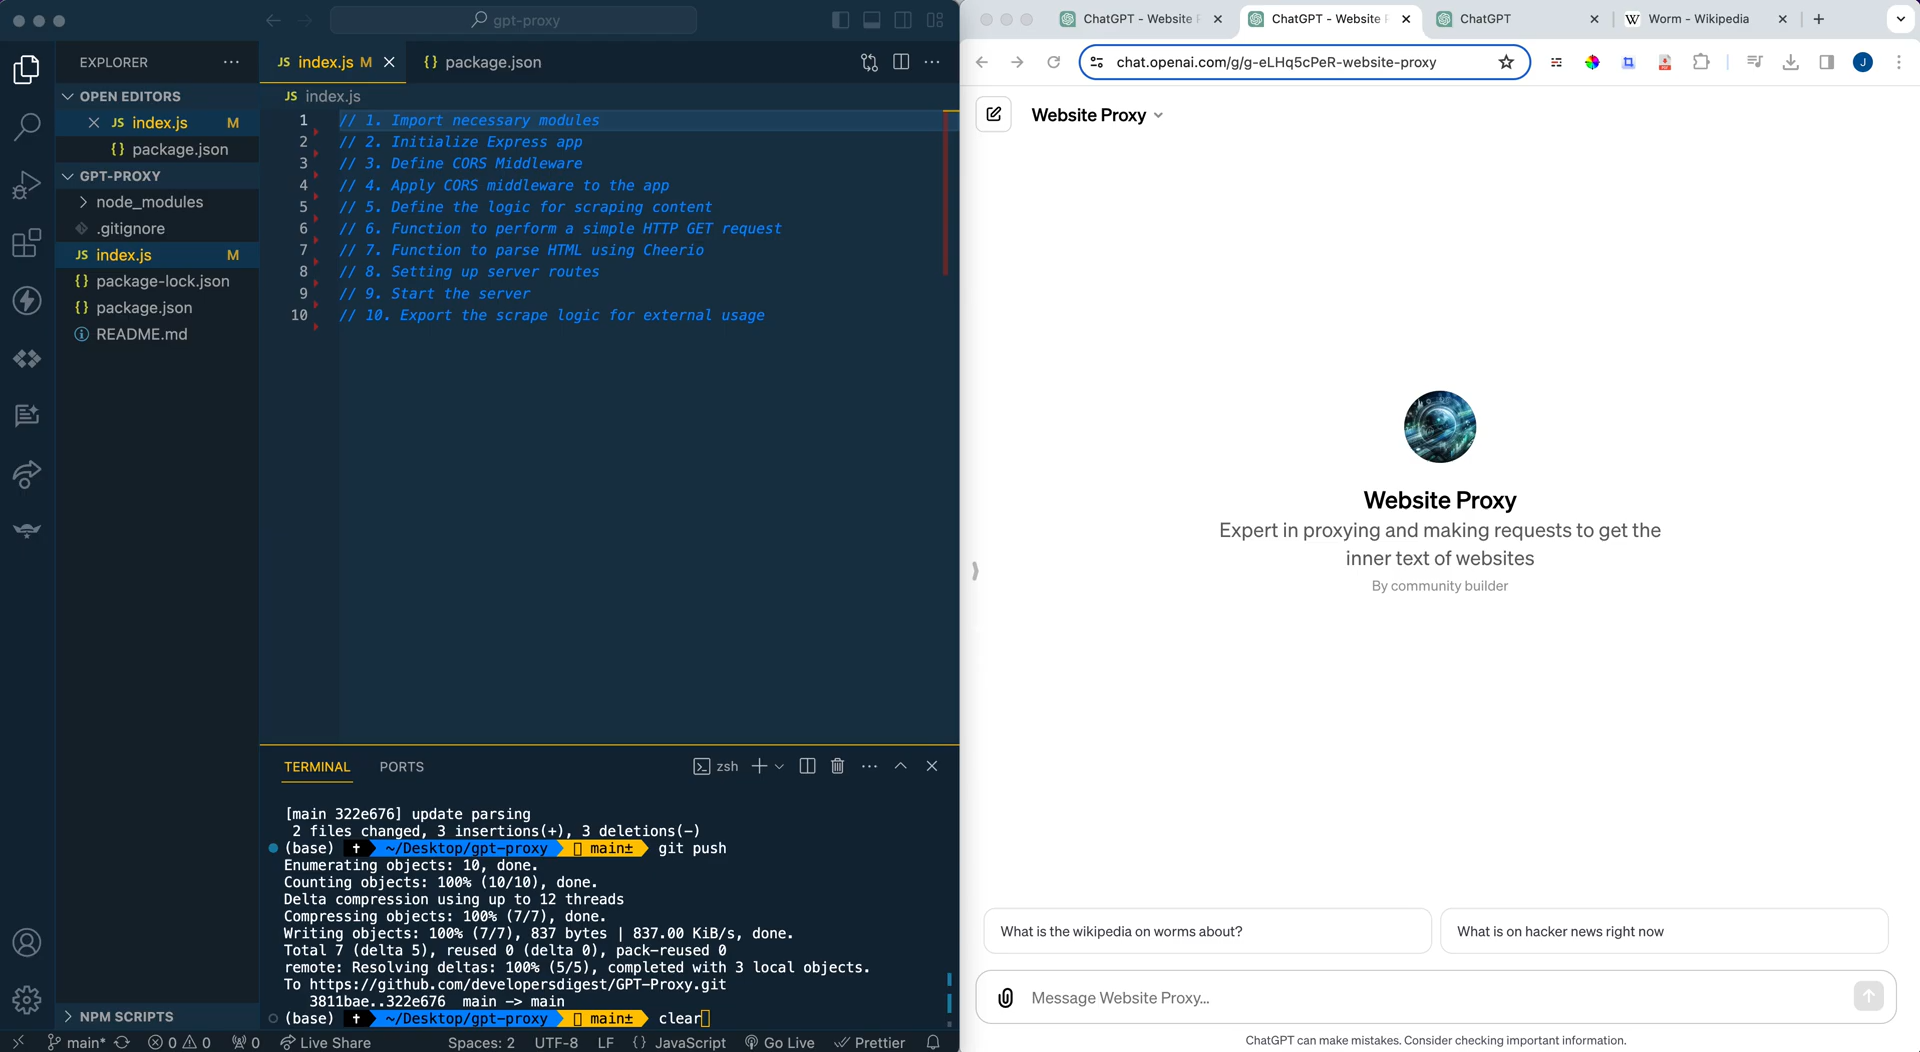 gpt-proxy
EXPLORER
OPEN EDITORS
JS index.js M
{} package.json
GPT-PROXY
node_modules
.gitignore
JS index.js M
{} package-lock.json
{} package.json
README.md
NPM SCRIPTS
JS index.js M
{} package.json
JS index.js
1 // 1. Import necessary modules
2 // 2. Initialize Express app
3 // 3. Define CORS Middleware
4 // 4. Apply CORS middleware to the app
5 // 5. Define the logic for scraping content
6 // 6. Function to perform a simple HTTP GET request
7 // 7. Function to parse HTML using Cheerio
8 // 8. Setting up server routes
9 // 9. Start the server
10 // 10. Export the scrape logic for external usage
TERMINAL PORTS
zsh
[main 322e676] update parsing
2 files changed, 3 insertions(+), 3 deletions(-)
(base) ~/Desktop/gpt-proxy main± git push
Enumerating objects: 10, done.
Counting objects: 100% (10/10), done.
Delta compression using up to 12 threads
Compressing objects: 100% (7/7), done.
Writing objects: 100% (7/7), 837 bytes | 837.00 KiB/s, done.
Total 7 (delta 5), reused 0 (delta 0), pack-reused 0
remote: Resolving deltas: 100% (5/5), completed with 3 local objects.
To https://github.com/developersdigest/GPT-Proxy.git
3811bae..322e676 main -> main
(base) ~/Desktop/gpt-proxy main± clear
main* 0 0 0 Live Share Spaces: 2 UTF-8 LF {} JavaScript Go Live Prettier
ChatGPT - Website
ChatGPT - Website
ChatGPT
W Worm - Wikipedia
chat.openai.com/g/g-eLHq5cPeR-website-proxy
J
Website Proxy
Website Proxy
Expert in proxying and making requests to get the
inner text of websites
By community builder
What is the wikipedia on worms about?
What is on hacker news right now
Message Website Proxy...
ChatGPT can make mistakes. Consider checking important information.